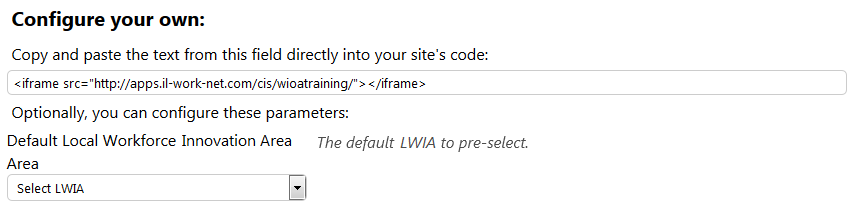 Configure your own:
Copy and paste the text from this field directly into your site's code:
<iframe src="http://apps.il-work-net.com/cis/wioatraining/"></iframe>
Optionally, you can configure these parameters:
Default Local Workforce Innovation Area The default LWIA to pre-select.
Area
Select LWIA